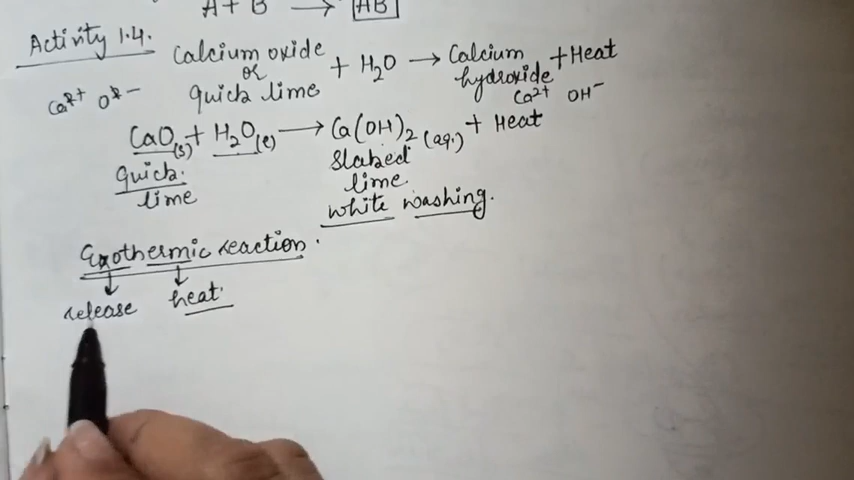 A + B → AB
Activity 1.4.
Calcium oxide or quick lime + H2O → Calcium hydroxide + Heat
Ca2+ O2- Ca2+ OH-
CaO(s) + H2O(l) → Ca(OH)2 (aq.) + Heat
quick lime
slaked lime
white washing.
Exothermic reaction.
release heat.